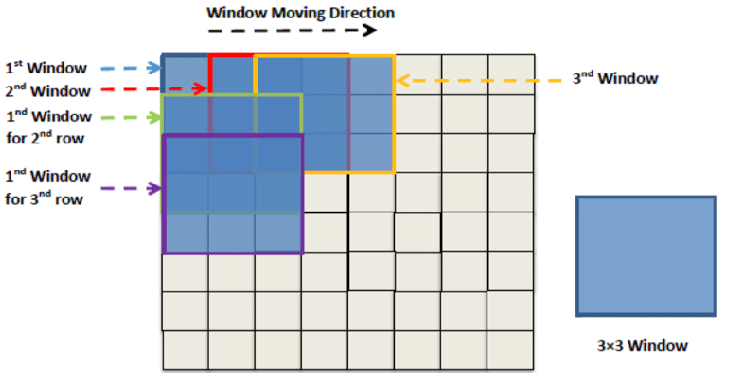 Window Moving Direction
1st Window
2nd Window
1nd Window
for 2nd row
1nd Window
for 3nd row
3nd Window
3×3 Window